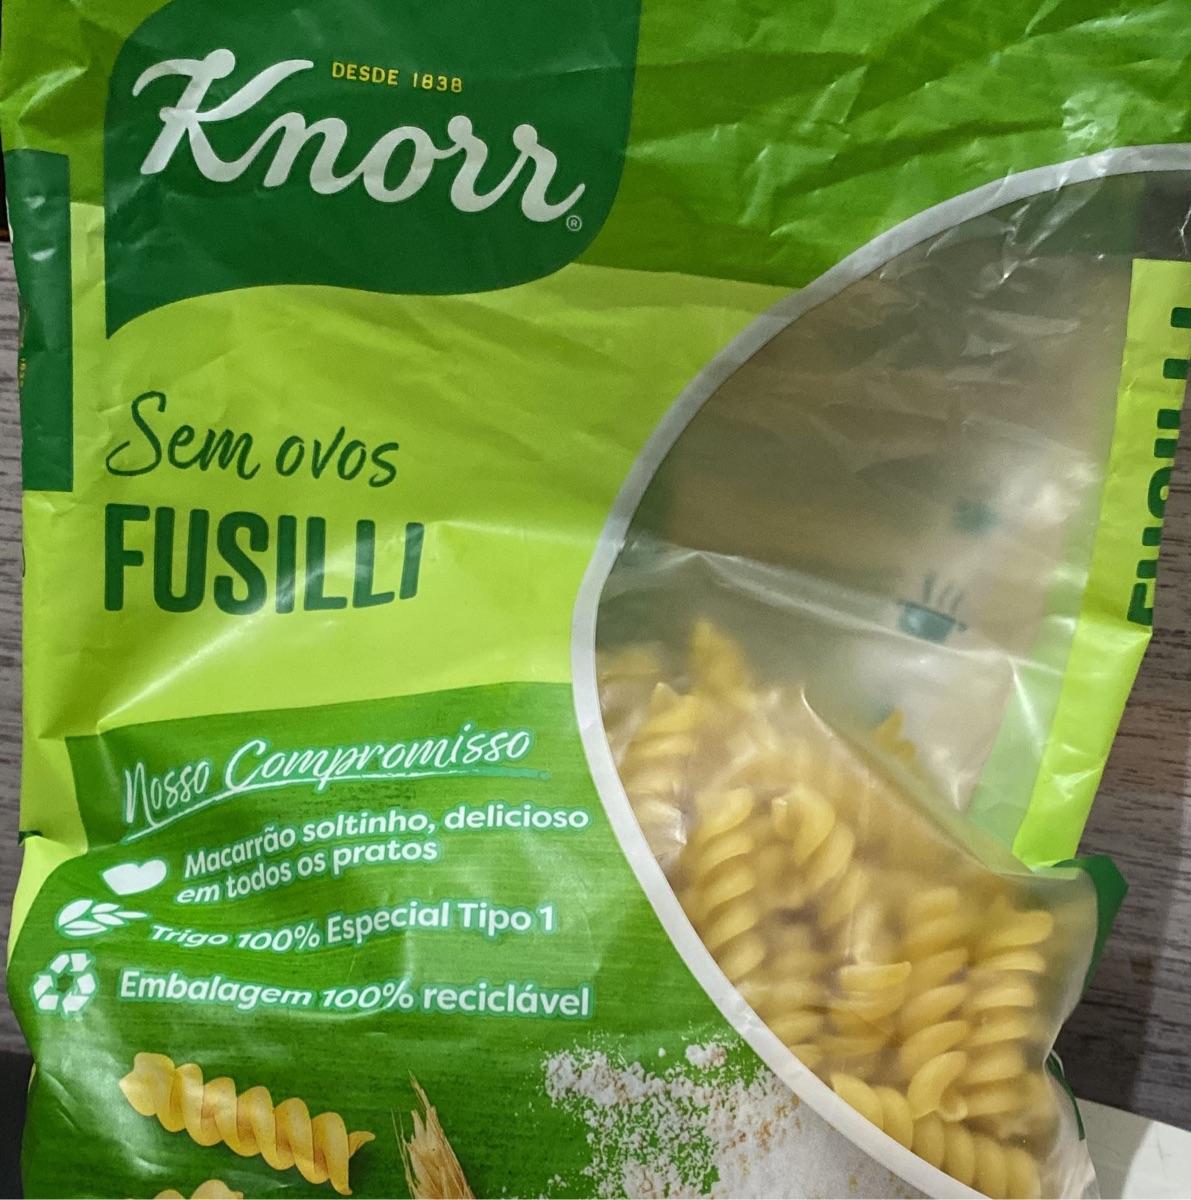 DESDE 1838
Knorr®
Sem ovos
FUSILLI
FUSILLI
Nosso Compromisso
Macarrão soltinho, delicioso
em todos os pratos
Trigo 100% Especial Tipo 1
Embalagem 100% reciclável